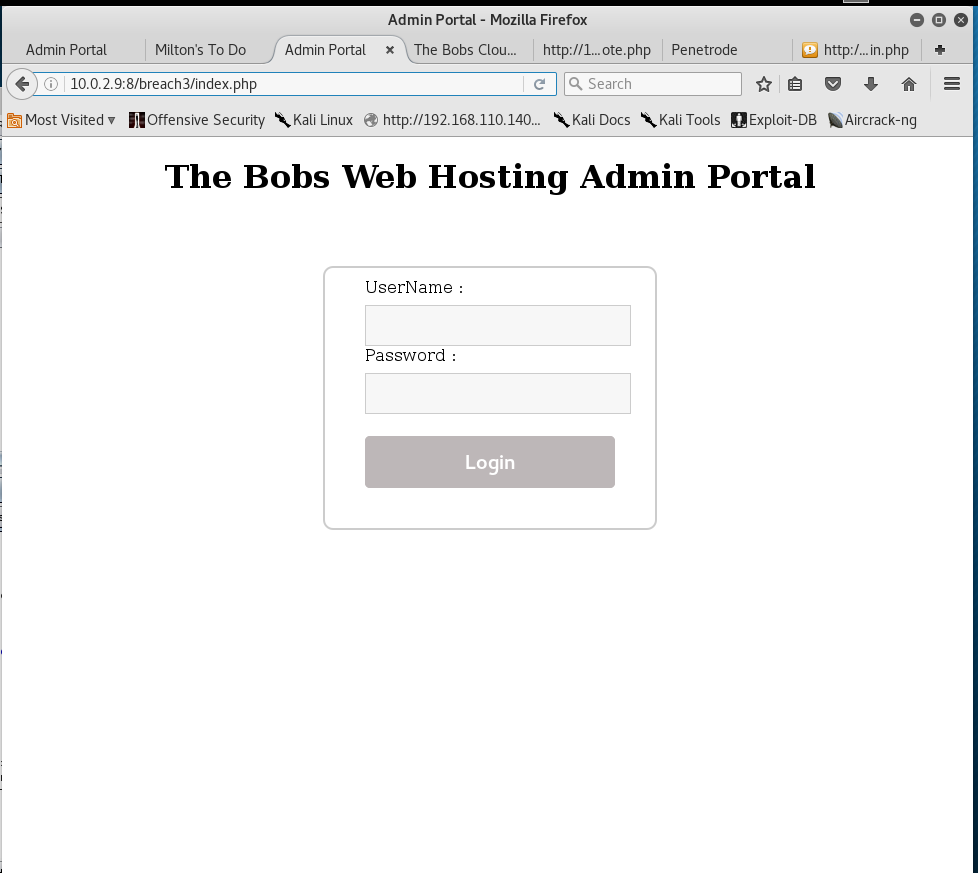 Admin Portal - Mozilla Firefox
Admin Portal Milton's To Do Admin Portal The Bobs Clou... http://1...ote.php Penetrode http:/...in.php
10.0.2.9:8/breach3/index.php Search
Most Visited Offensive Security Kali Linux http://192.168.110.140... Kali Docs Kali Tools Exploit-DB Aircrack-ng
The Bobs Web Hosting Admin Portal
UserName :
Password :
Login